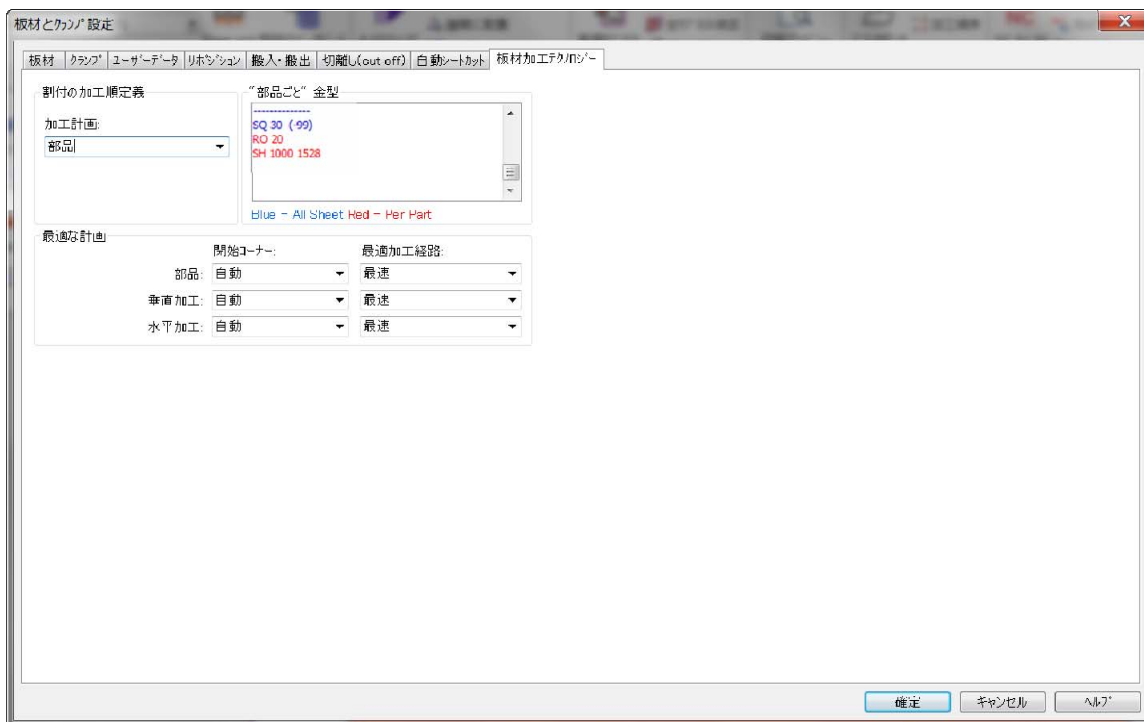 板材とクランプ設定
板材 クランプ ユーザーデータ リポジション 搬入・搬出 切離し(cut off) 自動シートカット 板材加工テクノロジー
割付の加工順定義
"部品ごと" 金型
加工計画:
部品
SQ 30 (-99)
RO 20
SH 1000 1528
Blue - All Sheet Red - Per Part
最適な計画
開始コーナー: 最適加工経路:
部品: 自動 最速
垂直加工: 自動 最速
水平加工: 自動 最速
確定 キャンセル ヘルプ